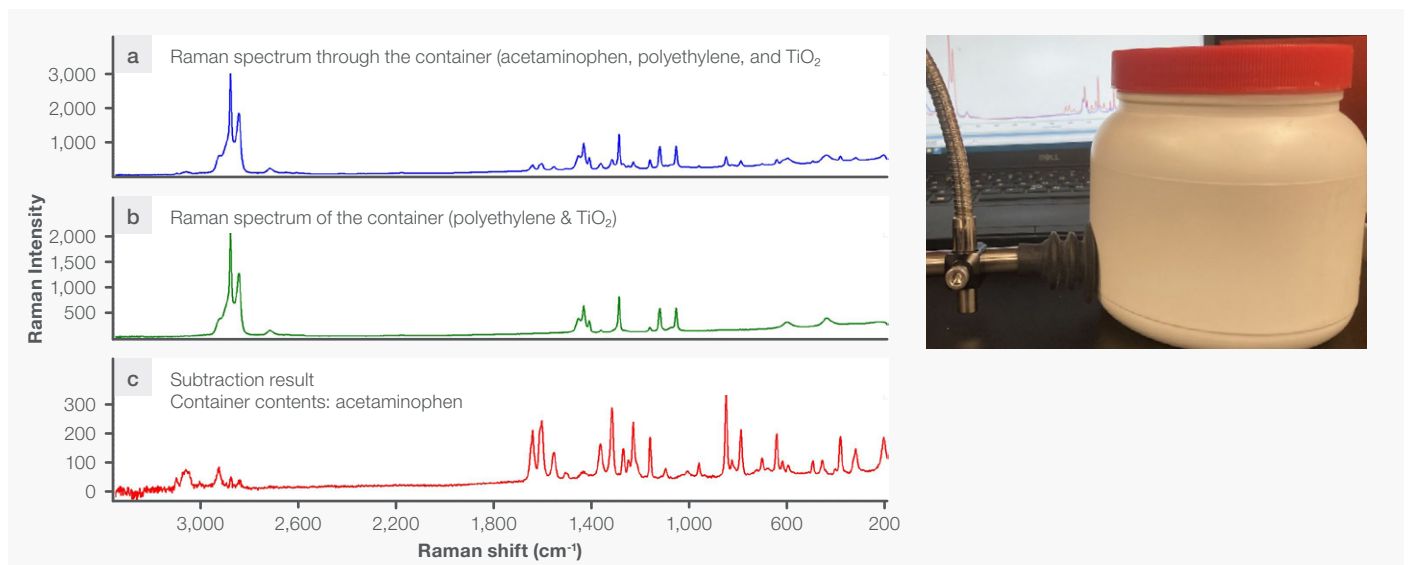 a
Raman spectrum through the container (acetaminophen, polyethylene, and TiO₂
3,000
2,000
1,000
b
Raman spectrum of the container (polyethylene & TiO₂)
2,000
1,500
1,000
500
c
Subtraction result
Container contents: acetaminophen
300
200
100
0
Raman Intensity
3,000 2,600 2,200 1,800 1,400 1,000 600 200
Raman shift (cm⁻¹)
DELL